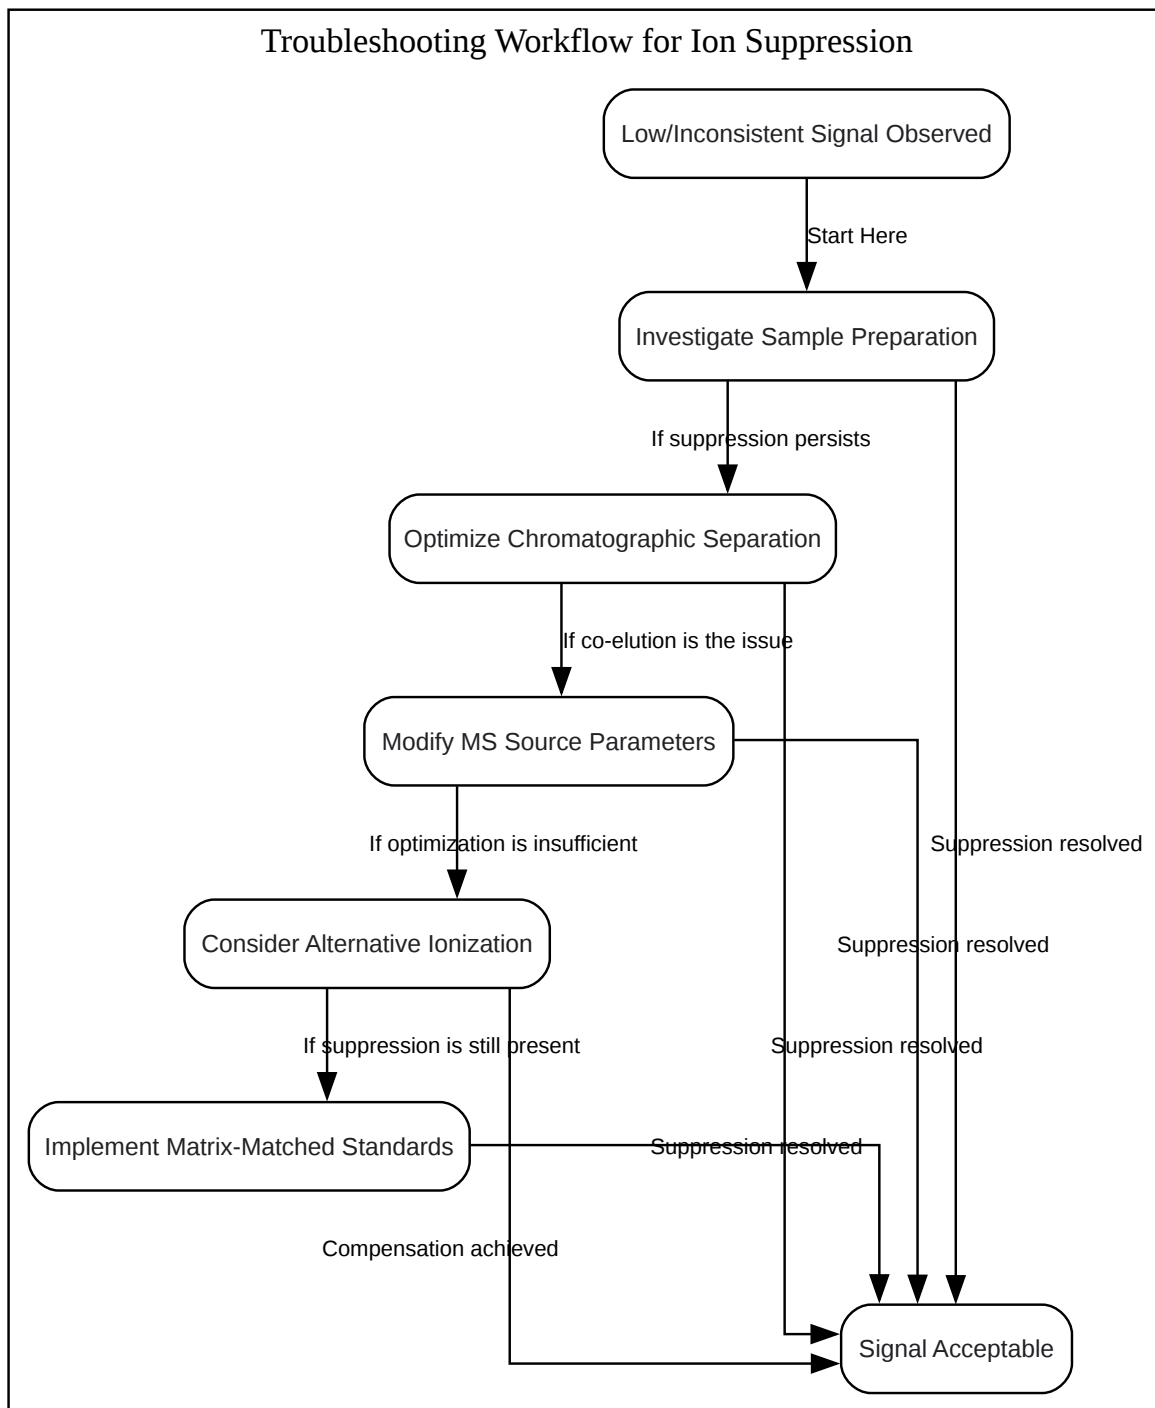 Troubleshooting Workflow for Ion Suppression
Low/Inconsistent Signal Observed
Start Here
Investigate Sample Preparation
If suppression persists
Optimize Chromatographic Separation
If co-elution is the issue
Modify MS Source Parameters
If optimization is insufficient
Suppression resolved
Consider Alternative Ionization
Suppression resolved
If suppression is still present
Suppression resolved
Implement Matrix-Matched Standards
Suppression resolved
Compensation achieved
Signal Acceptable